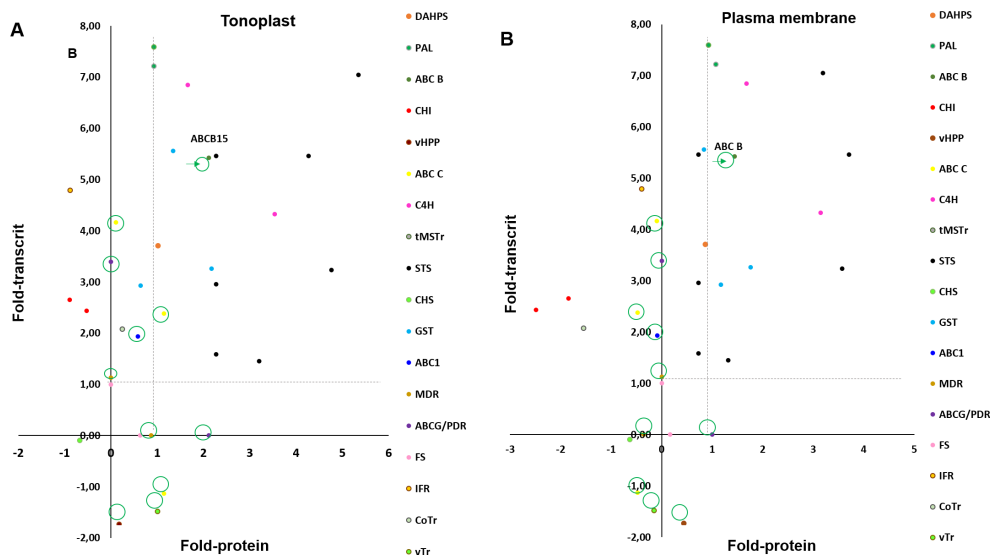 A
Tonoplast
B
8,00
7,00
6,00
5,00
4,00
3,00
2,00
1,00
0,00
-1,00
-2,00
-2
-1
0
1
2
3
4
5
6
ABCB15
Fold-transcrit
Fold-protein
DAHPS
PAL
ABC B
CHI
vHPP
ABC C
C4H
tMSTr
STS
CHS
GST
ABC1
MDR
ABCG/PDR
FS
IFR
CoTr
vTr
B
Plasma membrane
8,00
7,00
6,00
5,00
4,00
3,00
2,00
1,00
0,00
-1,00
-2,00
-3
-2
-1
0
1
2
3
4
5
ABC B
Fold-transcrit
Fold-protein
DAHPS
PAL
ABC B
CHI
vHPP
ABC C
C4H
tMSTr
STS
CHS
GST
ABC1
MDR
ABCG/PDR
FS
IFR
CoTr
vTr